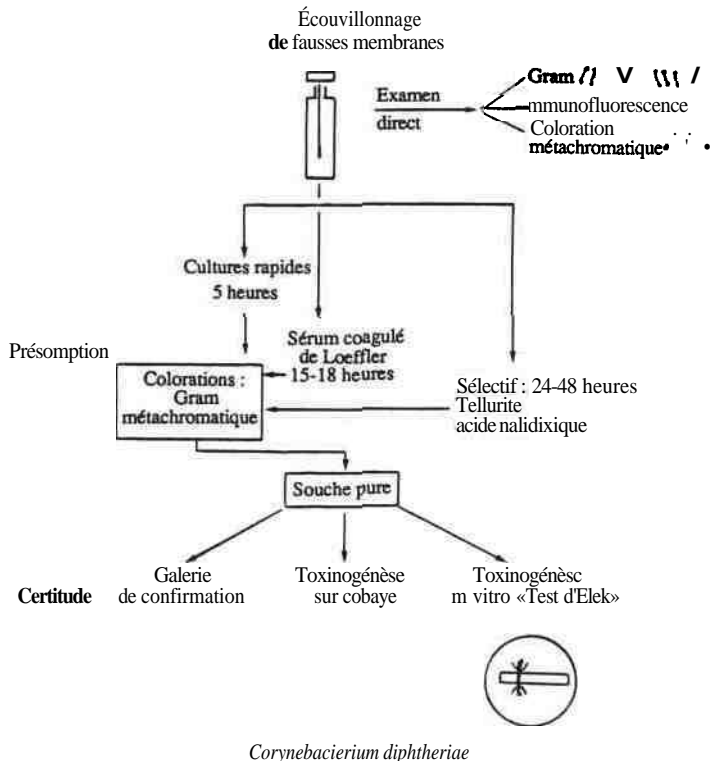 Écouvillonnage
de fausses membranes
Examen
direct
Gram
mmunofluorescence
Coloration
métachromatique
Cultures rapides
5 heures
Présomption
Sérum coagulé
de Loeffler
15-18 heures
Colorations :
Gram
métachromatique
Sélectif : 24-48 heures
Tellurite
acide nalidixique
Souche pure
Certitude
Galerie
de confirmation
Toxinogénèse
sur cobaye
Toxinogénèsc
m vitro «Test d'Elek»
Corynebacierium diphtheriae